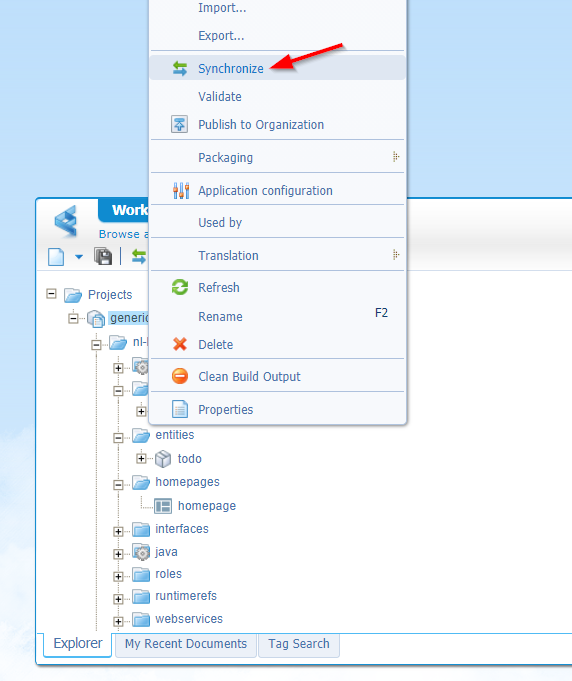 Import...
Export...
Synchronize
Validate
Publish to Organization
Packaging
Application configuration
Used by
Translation
Refresh
Rename F2
Delete
Clean Build Output
Properties
Work
Browse a
Projects
generic
nl-
entities
todo
homepages
homepage
interfaces
java
roles
runtimerefs
webservices
Explorer
My Recent Documents
Tag Search